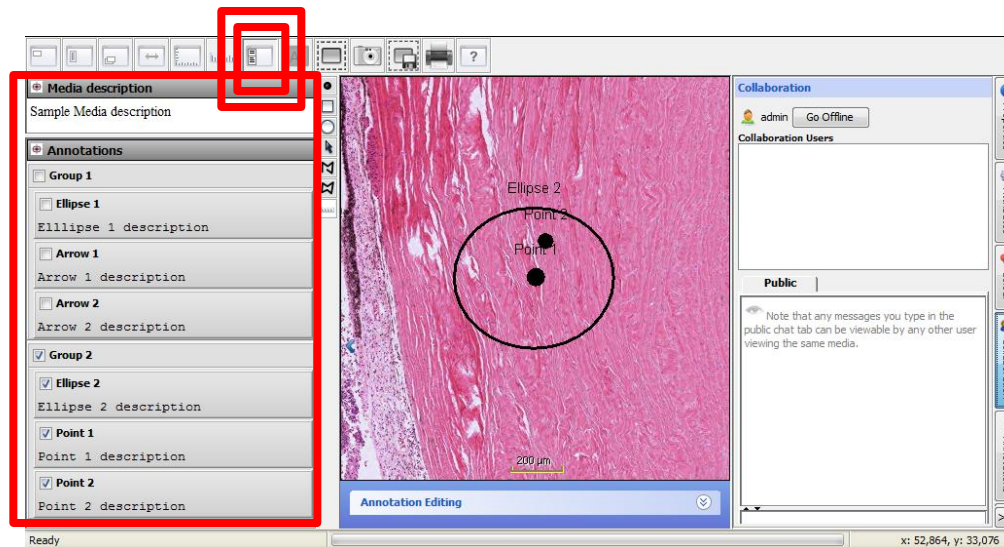 ?
Media description
Sample Media description
Annotations
Group 1
Ellipse 1
Elllipse 1 description
Arrow 1
Arrow 1 description
Arrow 2
Arrow 2 description
Group 2
Ellipse 2
Ellipse 2 description
Point 1
Point 1 description
Point 2
Point 2 description
Ellipse 2
Point 2
Point 1
200 µm
Annotation Editing
Collaboration
admin
Go Offline
Collaboration Users
Public
Note that any messages you type in the
public chat tab can be viewable by any other user
viewing the same media.
Ready
x: 52,864, y: 33,076